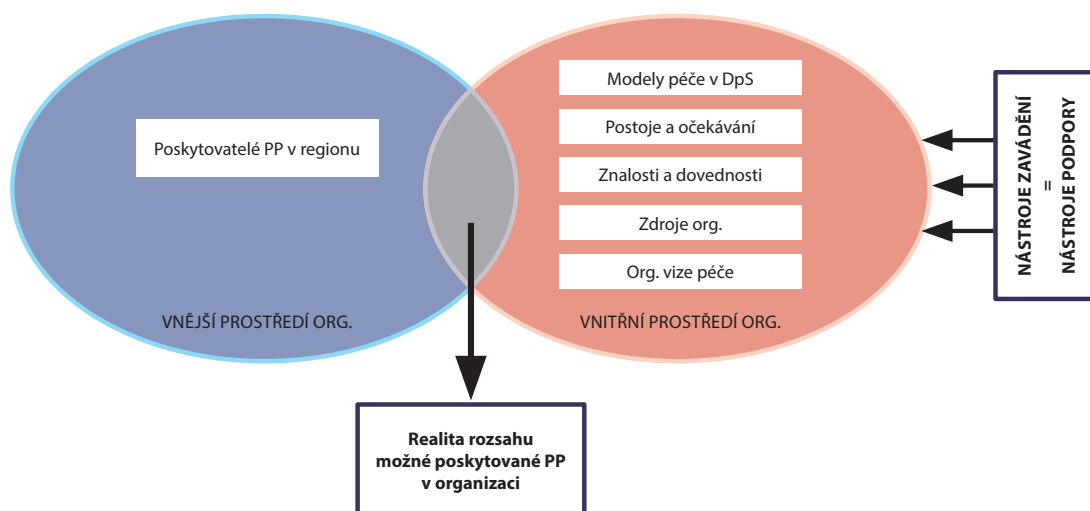 Poskytovatelé PP v regionu
VNĚJŠÍ PROSTŘEDÍ ORG.
Modely péče v DpS
Postoje a očekávání
Znalosti a dovednosti
Zdroje org.
Org. vize péče
VNITŘNÍ PROSTŘEDÍ ORG.
NÁSTROJE ZAVÁDĚNÍ
=
NÁSTROJE PODPORY
Realita rozsahu
možné poskytované PP
v organizaci